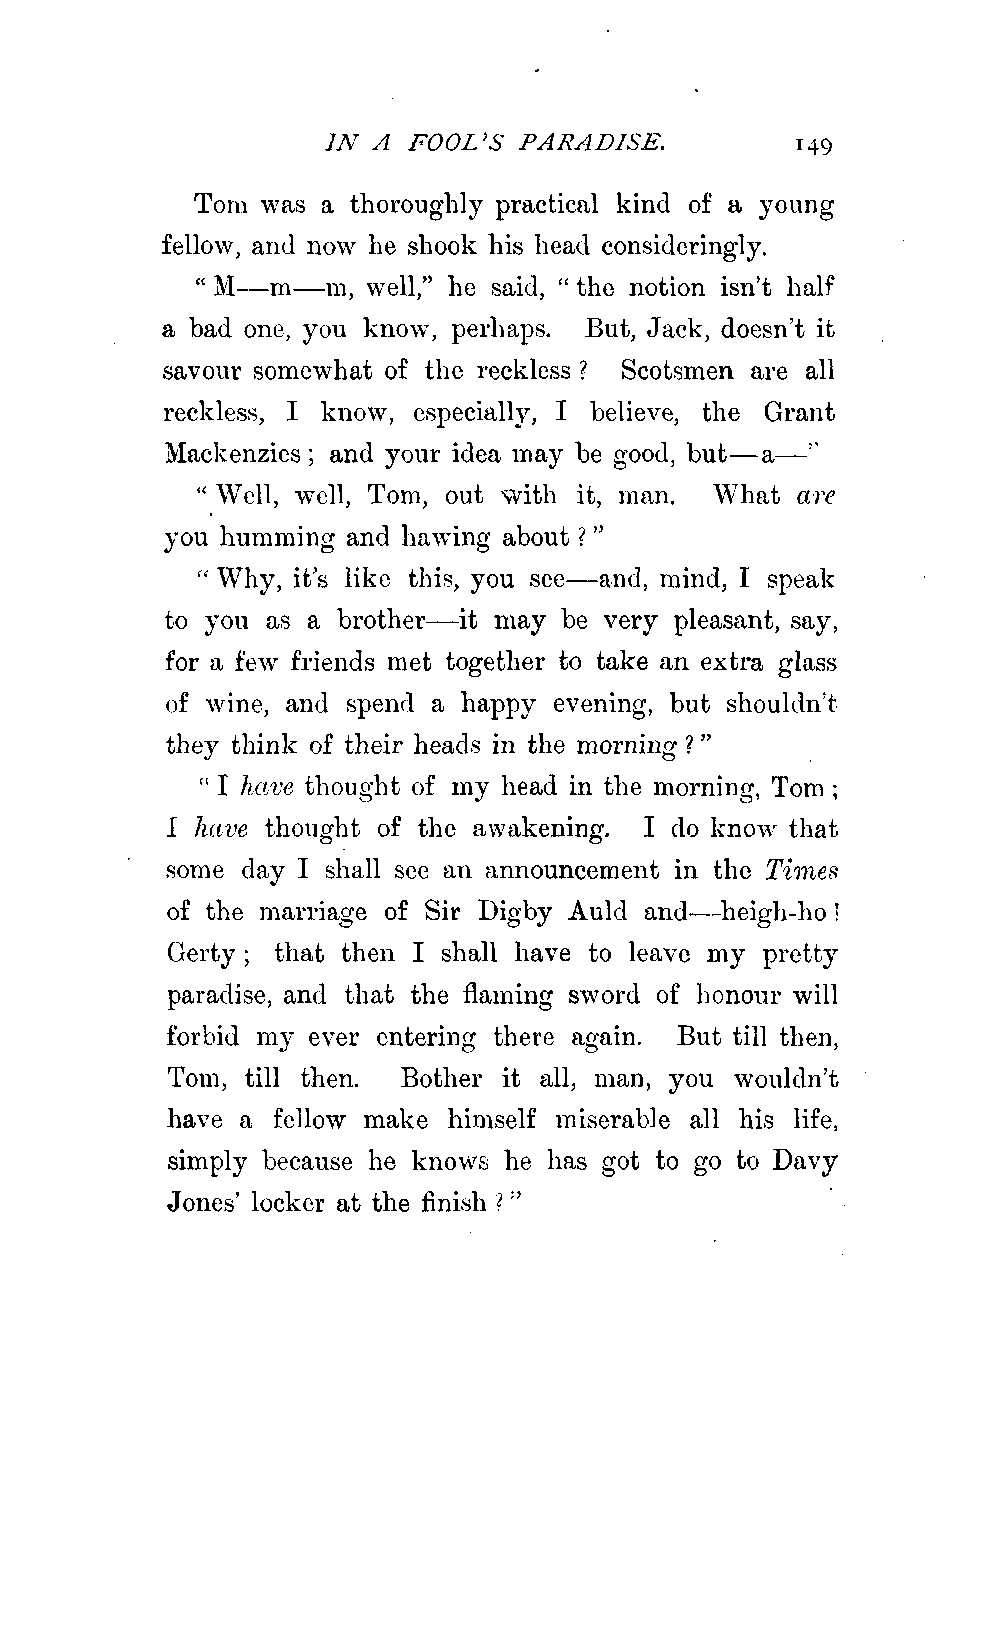 IN A FOOL'S PARADISE. 149
Tom was a thoroughly practical kind of a young
fellow, and now he shook his head consideringly.
"M—m—m, well," he said, "the notion isn't half
a bad one, you know, perhaps. But, Jack, doesn't it
savour somewhat of the reckless? Scotsmen are all
reckless, I know, especially, I believe, the Grant
Mackenzies; and your idea may be good, but—a—"
"Well, well, Tom, out with it, man. What are
you humming and hawing about?"
"Why, it's like this, you see—and, mind, I speak
to you as a brother—it may be very pleasant, say,
for a few friends met together to take an extra glass
of wine, and spend a happy evening, but shouldn't
they think of their heads in the morning?"
"I have thought of my head in the morning, Tom;
I have thought of the awakening. I do know that
some day I shall see an announcement in the Times
of the marriage of Sir Digby Auld and—heigh-ho!
Gerty; that then I shall have to leave my pretty
paradise, and that the flaming sword of honour will
forbid my ever entering there again. But till then,
Tom, till then. Bother it all, man, you wouldn't
have a fellow make himself miserable all his life,
simply because he knows he has got to go to Davy
Jones' locker at the finish?"